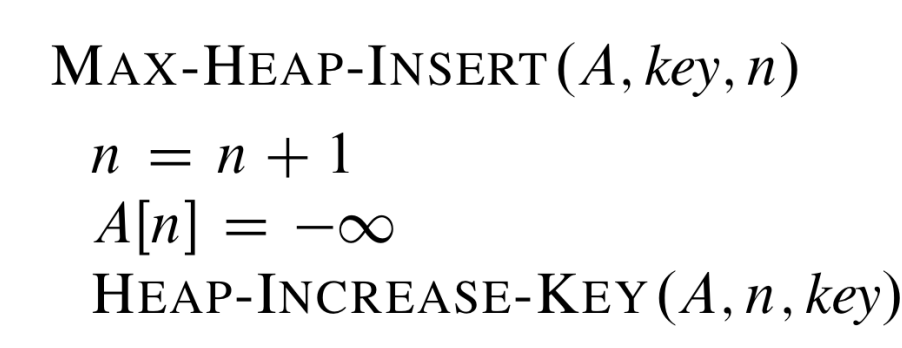 MAX-HEAP-INSERT(A, key, n)
n = n + 1
A[n] = −∞
HEAP-INCREASE-KEY(A, n, key)